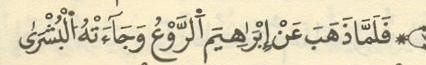 ۞ فَلَمَّا ذَهَبَ عَنْ إِبْرَٰهِيمَ ٱلرَّوْعُ وَجَآءَتْهُ ٱلْبُشْرَىٰ